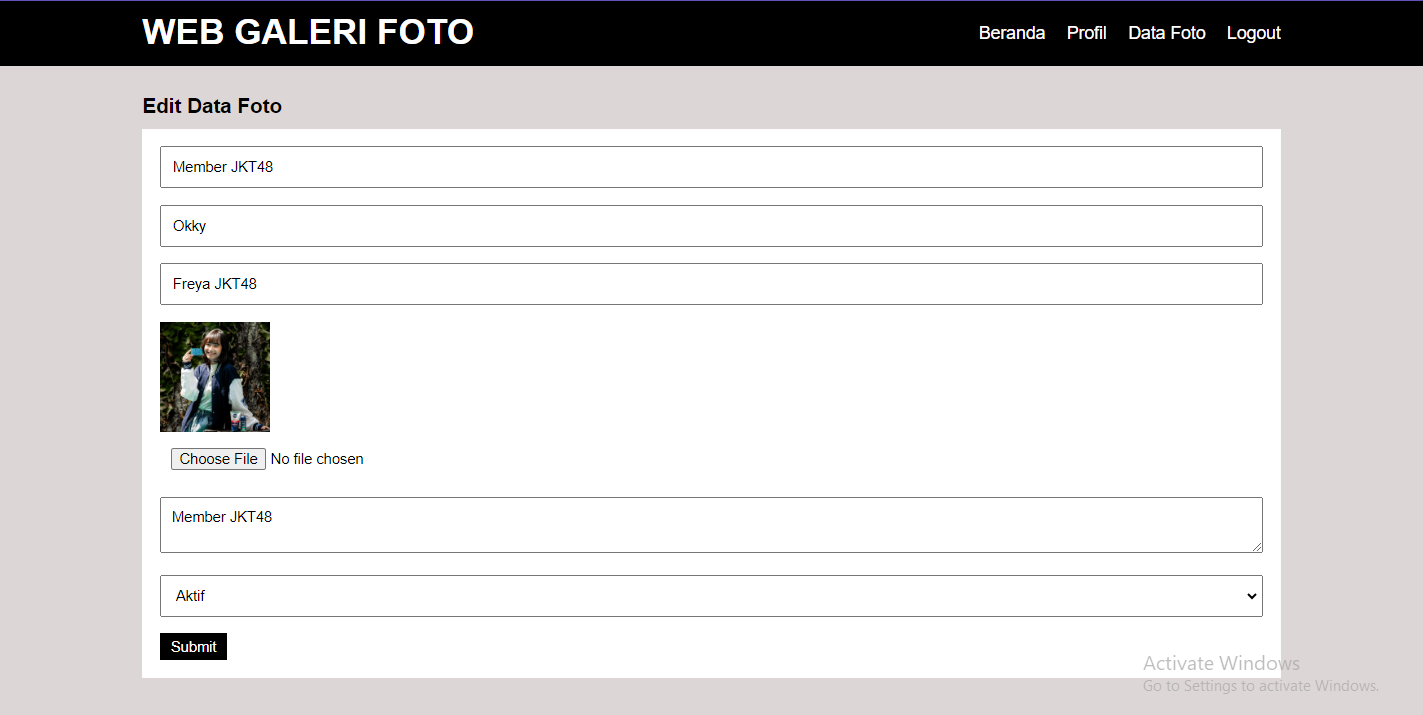 WEB GALERI FOTO
Beranda Profil Data Foto Logout
Edit Data Foto
Member JKT48
Okky
Freya JKT48
Choose File No file chosen
Member JKT48
Aktif
Submit
Activate Windows
Go to Settings to activate Windows.